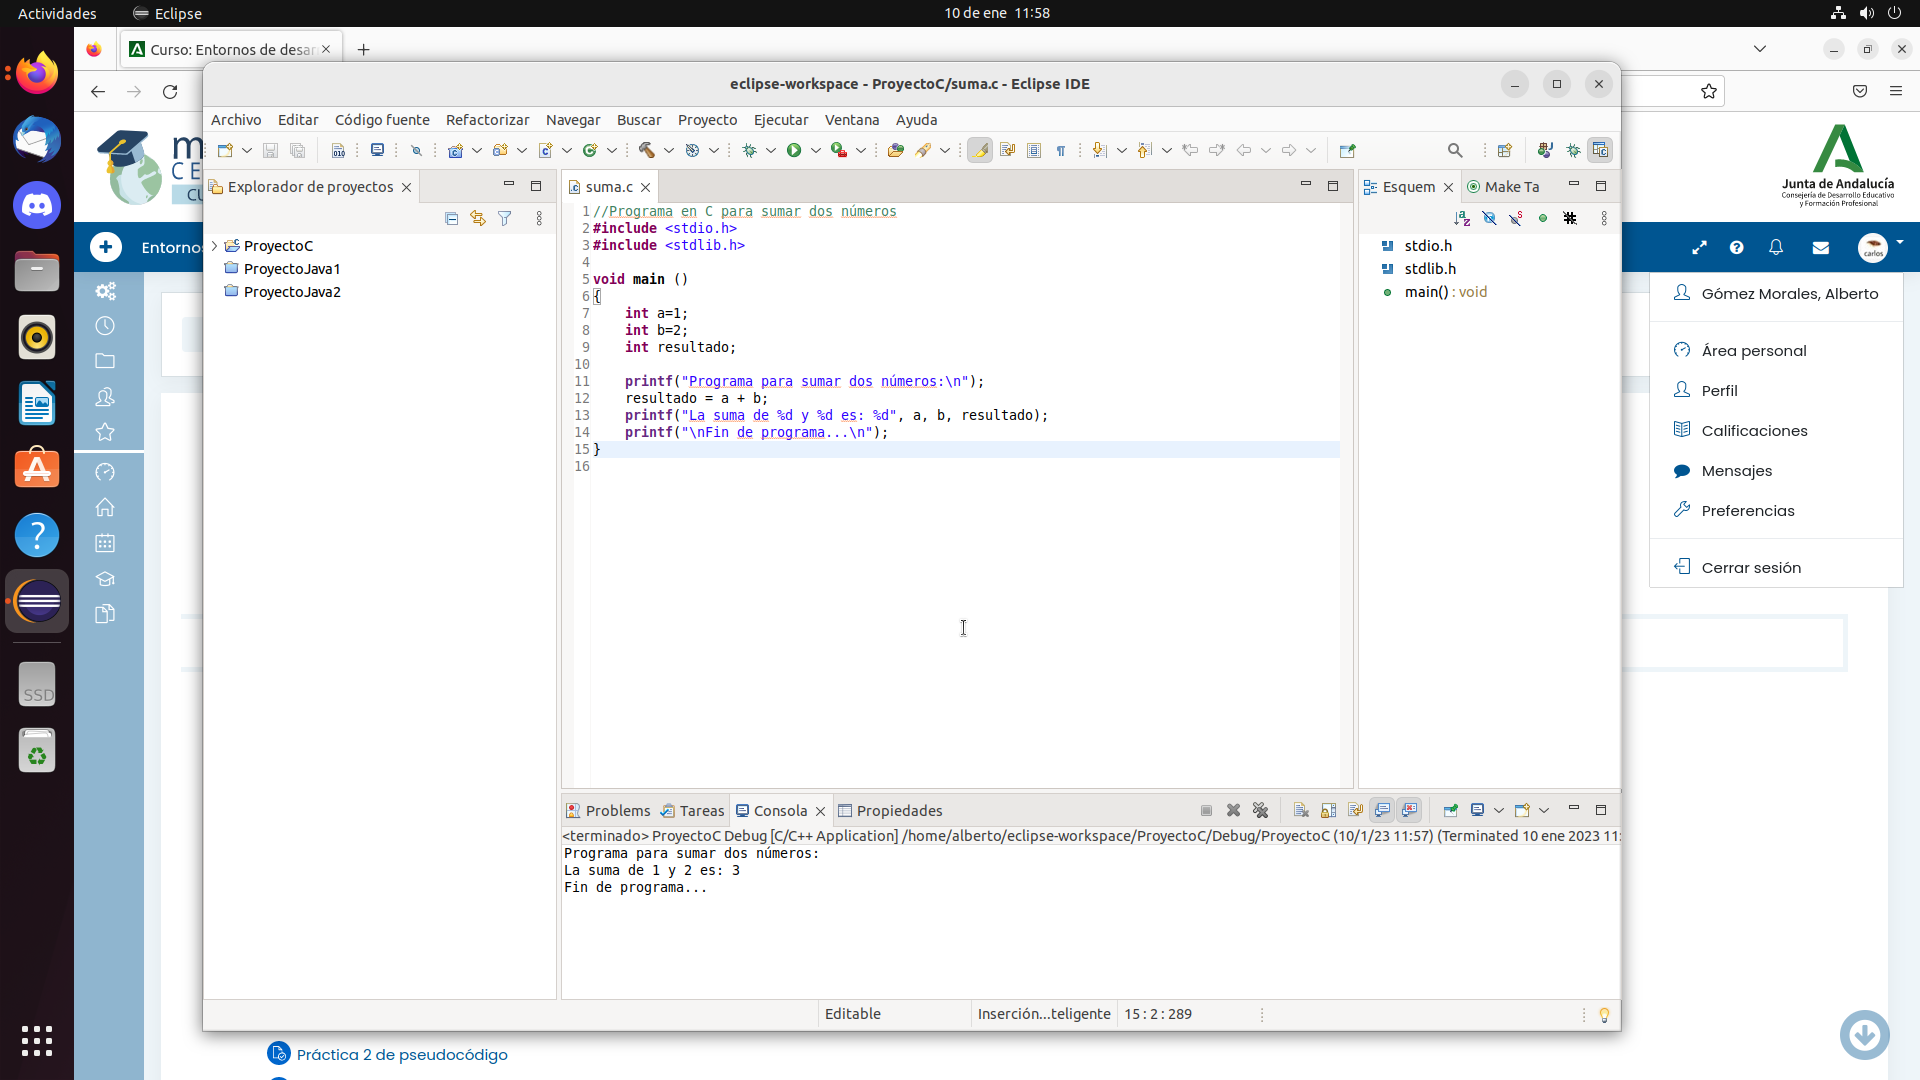 Actividades
Eclipse
10 de ene 11:58
Curso: Entornos de desar
eclipse-workspace - ProyectoC/suma.c - Eclipse IDE
Archivo Editar Código fuente Refactorizar Navegar Buscar Proyecto Ejecutar Ventana Ayuda
Explorador de proyectos
ProyectoC
ProyectoJava1
ProyectoJava2
suma.c
1 //Programa en C para sumar dos números
2 #include <stdio.h>
3 #include <stdlib.h>
4
5 void main ()
6 {
7 int a=1;
8 int b=2;
9 int resultado;
10
11 printf("Programa para sumar dos números:\n");
12 resultado = a + b;
13 printf("La suma de %d y %d es: %d", a, b, resultado);
14 printf("\nFin de programa...\n");
15 }
16
Esquem
Make Ta
stdio.h
stdlib.h
main() : void
Problems Tareas Consola Propiedades
<terminado> ProyectoC Debug [C/C++ Application] /home/alberto/eclipse-workspace/ProyectoC/Debug/ProyectoC (10/1/23 11:57) (Terminated 10 ene 2023 11:
Programa para sumar dos números:
La suma de 1 y 2 es: 3
Fin de programa...
Editable
Inserción...teligente
15 : 2 : 289
Junta de Andalucía
Consejería de Desarrollo Educativo
y Formación Profesional
Entorno
carlos
Gómez Morales, Alberto
Área personal
Perfil
Calificaciones
Mensajes
Preferencias
Cerrar sesión
SSD
Práctica 2 de pseudocódigo